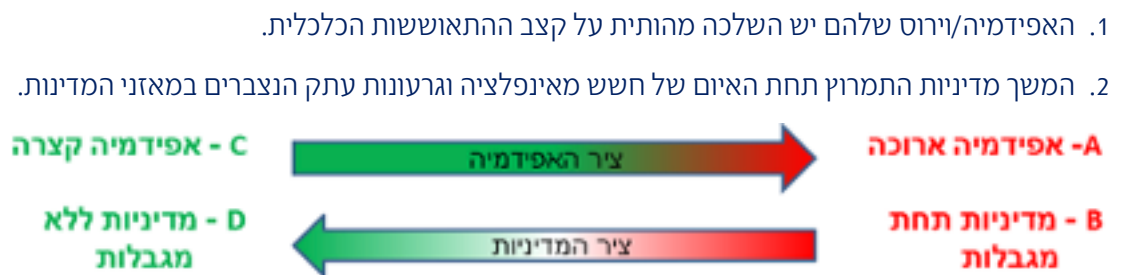 1. האפידמיה/וירוס שלהם יש השלכה מהותית על קצב ההתאוששות הכלכלית.
2. המשך מדיניות התמרוץ תחת האיום של חשש מאינפלציה וגרעונות עתק הנצברים במאזני המדינות.
A- אפידמיה ארוכה
ציר האפידמיה
C - אפידמיה קצרה
B - מדיניות תחת
מגבלות
ציר המדיניות
D - מדיניות ללא
מגבלות